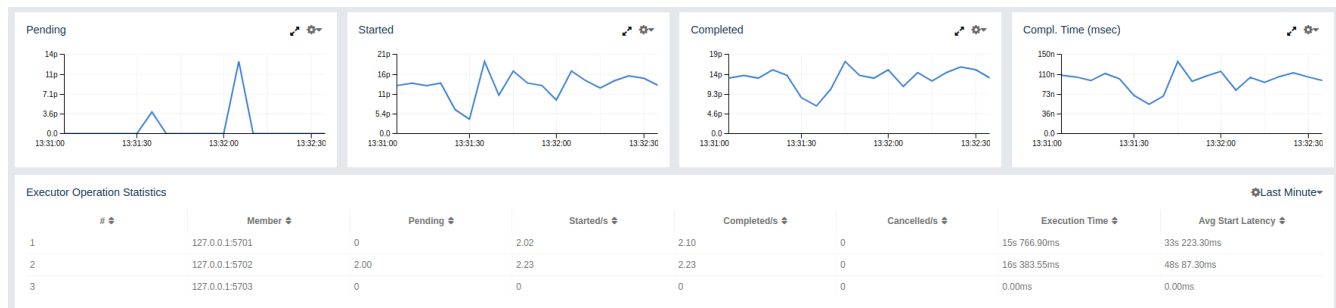 Pending Started Completed Compl. Time (msec)
14p 21p 19p 150n
11p 16p 14p 110n
7.1p 11p 9.3p 73n
3.6p 5.4p 4.6p 36n
0.0 0.0 0.0 0.0
13:31:00 13:31:30 13:32:00 13:32:30 13:31:00 13:31:30 13:32:00 13:32:30 13:31:00 13:31:30 13:32:00 13:32:30 13:31:00 13:31:30 13:32:00 13:32:30
Executor Operation Statistics Last Minute
# Member Pending Started/s Completed/s Cancelled/s Execution Time Avg Start Latency
1 127.0.0.1:5701 0 2.02 2.10 0 15s 766.90ms 33s 223.30ms
2 127.0.0.1:5702 2.00 2.23 2.23 0 16s 383.55ms 48s 87.30ms
3 127.0.0.1:5703 0 0 0 0 0.00ms 0.00ms